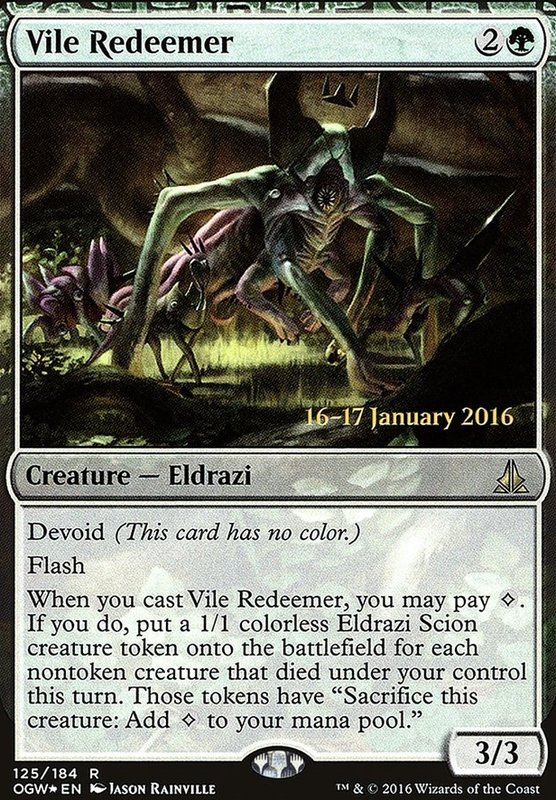 Vile Redeemer 2
16–17 January 2016
Creature — Eldrazi
Devoid (This card has no color.)
Flash
When you cast Vile Redeemer, you may pay ◇.
If you do, put a 1/1 colorless Eldrazi Scion
creature token onto the battlefield for each
nontoken creature that died under your control
this turn. Those tokens have “Sacrifice this
creature: Add ◇ to your mana pool.”
3/3
125/184 R
OGW★EN Jason Rainville ™ & © 2016 Wizards of the Coast